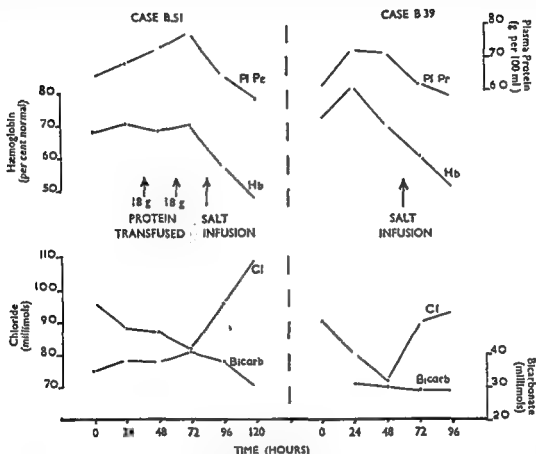 CASE B.51
CASE B 39
Hæmoglobin
(per cent normal)
70
60
50
Pl Pr
Hb
18 g
18 g
PROTEIN
TRANSFUSED
SALT
INFUSION
Pl Pr
Hb
SALT
INFUSION
80
70
60
Plasma Protein
(g per 100 ml)
Chloride
(millimols)
110
100
90
80
70
Cl
Bicarb
Cl
Bicarb
40
30
20
Bicarbonate
(millimols)
0
48
72
96
120
0
24
48
72
96
TIME (HOURS)